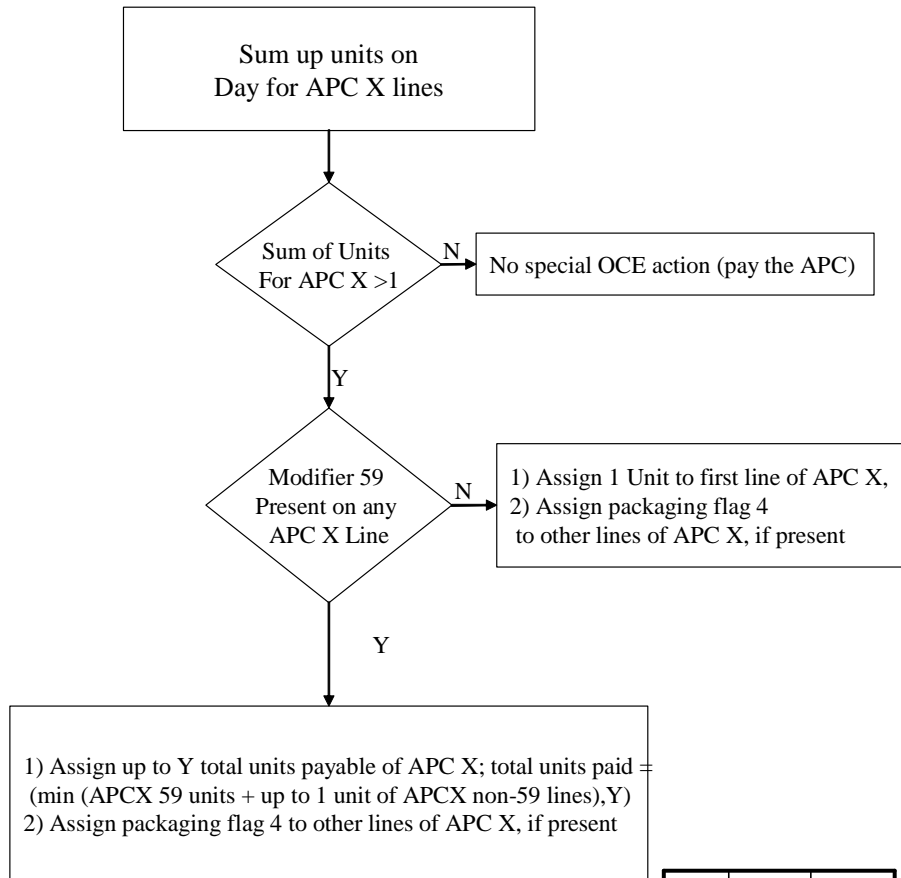 Sum up units on
Day for APC X lines
Sum of Units
For APC X >1
N
No special OCE action (pay the APC)
Y
Modifier 59
Present on any
APC X Line
N
1) Assign 1 Unit to first line of APC X,
2) Assign packaging flag 4
to other lines of APC X, if present
Y
1) Assign up to Y total units payable of APC X; total units paid =
(min (APCX 59 units + up to 1 unit of APCX non-59 lines),Y)
2) Assign packaging flag 4 to other lines of APC X, if present